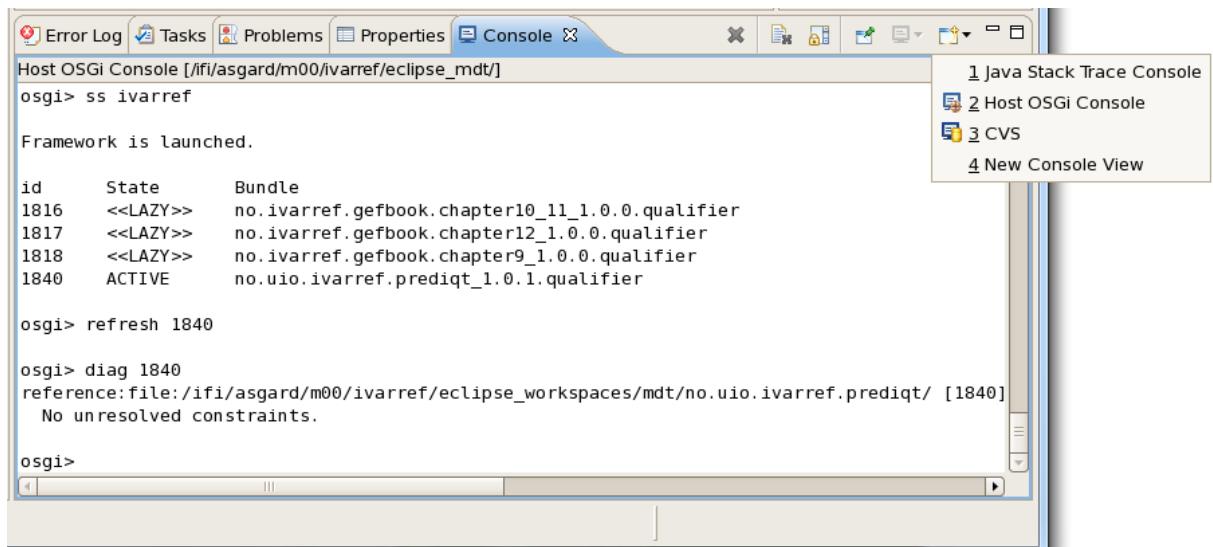 Error Log Tasks Problems Properties Console
Host OSGi Console [/ifi/asgard/m00/ivarref/eclipse_mdt/]
1 Java Stack Trace Console
2 Host OSGi Console
3 CVS
4 New Console View
osgi> ss ivarref
Framework is launched.
id State Bundle
1816 <<LAZY>> no.ivarref.gefbook.chapter10_11_1.0.0.qualifier
1817 <<LAZY>> no.ivarref.gefbook.chapter12_1.0.0.qualifier
1818 <<LAZY>> no.ivarref.gefbook.chapter9_1.0.0.qualifier
1840 ACTIVE no.uio.ivarref.prediqt_1.0.1.qualifier
osgi> refresh 1840
osgi> diag 1840
reference:file:/ifi/asgard/m00/ivarref/eclipse_workspaces/mdt/no.uio.ivarref.prediqt/ [1840]
No unresolved constraints.
osgi>